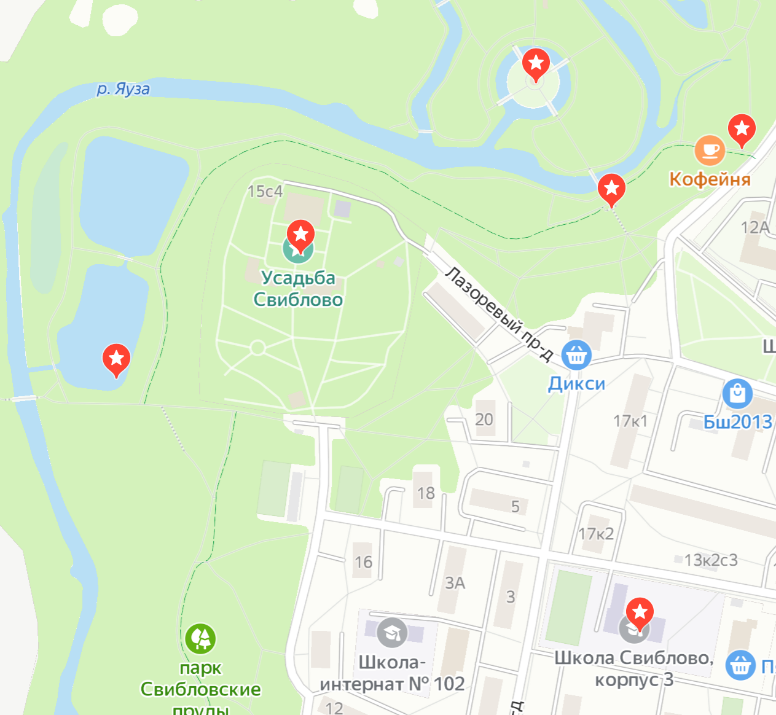 р. Яуза
Кофейня
15с4
12А
Усадьба
Свиблово
Лазоревый пр-д
Дикси
Бш2013
20
17к1
18
5
17к2
13к2с3
16
3А
3
Школа-
интернат № 102
Школа Свиблово,
корпус 3
парк
Свибловские
пруды
12